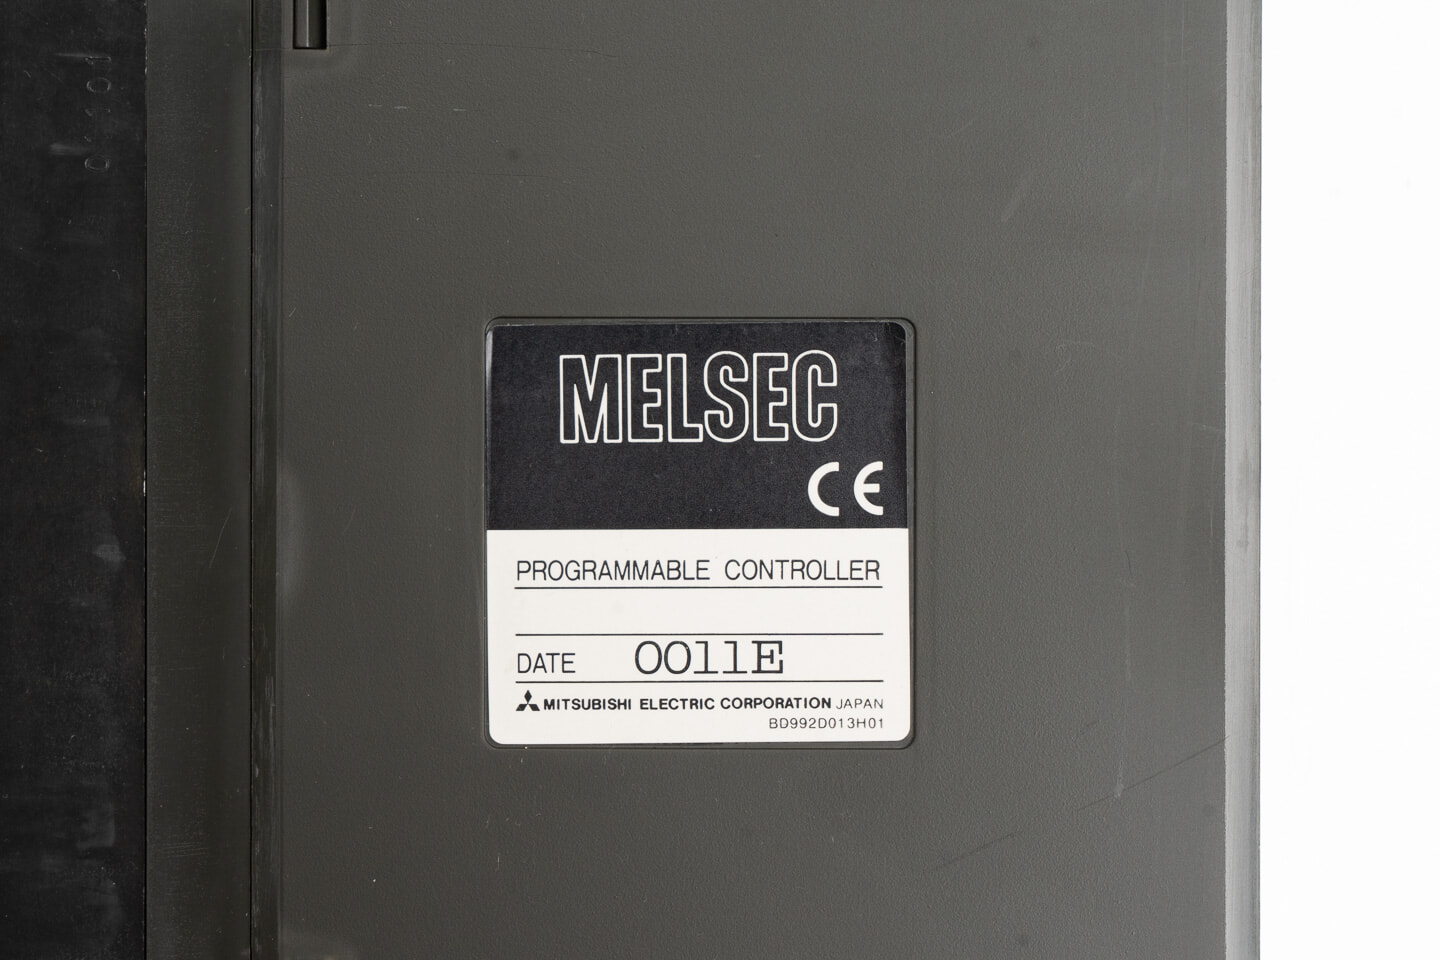 MELSEC
CE
PROGRAMMABLE CONTROLLER
DATE 0011E
MITSUBISHI ELECTRIC CORPORATION JAPAN
BD992D013H01